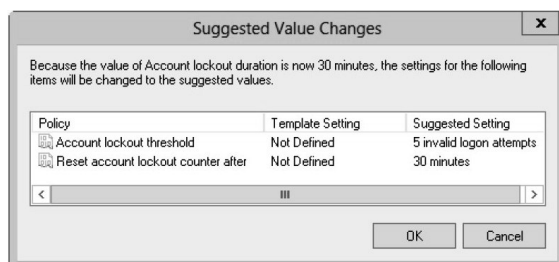 Suggested Value Changes
x
Because the value of Account lockout duration is now 30 minutes, the settings for the following
items will be changed to the suggested values.
Policy Template Setting Suggested Setting
Account lockout threshold Not Defined 5 invalid logon attempts
Reset account lockout counter after Not Defined 30 minutes
OK Cancel